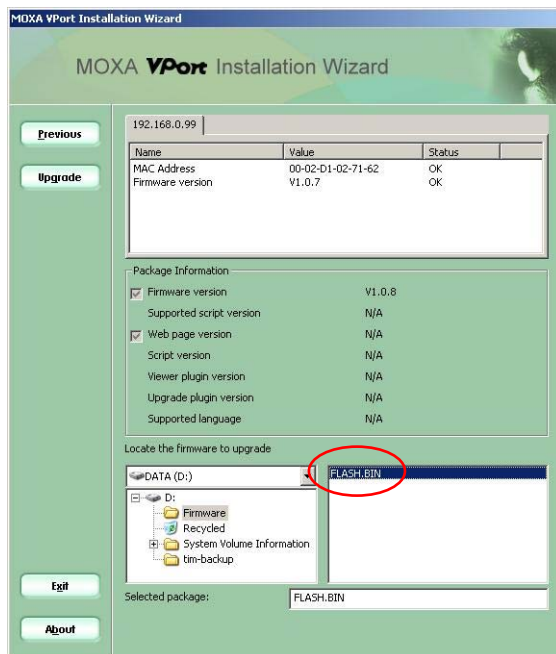 MOXA VPort Installation Wizard
MOXA VPort Installation Wizard
Previous
Upgrade
192.168.0.99
Name Value Status
MAC Address 00-02-D1-02-71-62 OK
Firmware version V1.0.7 OK
Package Information
Firmware version V1.0.8
Supported script version N/A
Web page version N/A
Script version N/A
Viewer plugin version N/A
Upgrade plugin version N/A
Supported language N/A
Locate the firmware to upgrade
DATA (D:)
FLASH.BIN
D:
Firmware
Recycled
System Volume Information
tim-backup
Selected package: FLASH.BIN
Exit
About